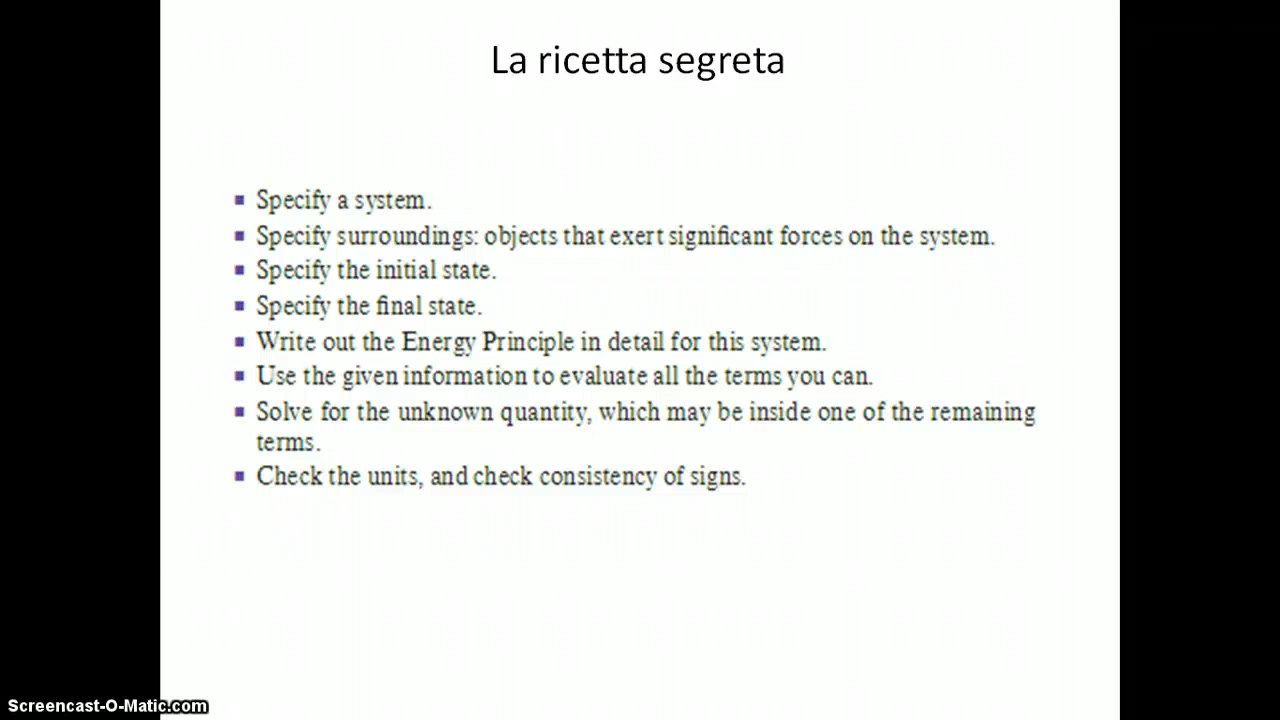 La ricetta segreta
Specify a system.
Specify surroundings: objects that exert significant forces on the system.
Specify the initial state.
Specify the final state.
Write out the Energy Principle in detail for this system.
Use the given information to evaluate all the terms you can.
Solve for the unknown quantity, which may be inside one of the remaining
terms.
Check the units, and check consistency of signs.
Screencast-O-Matic.com